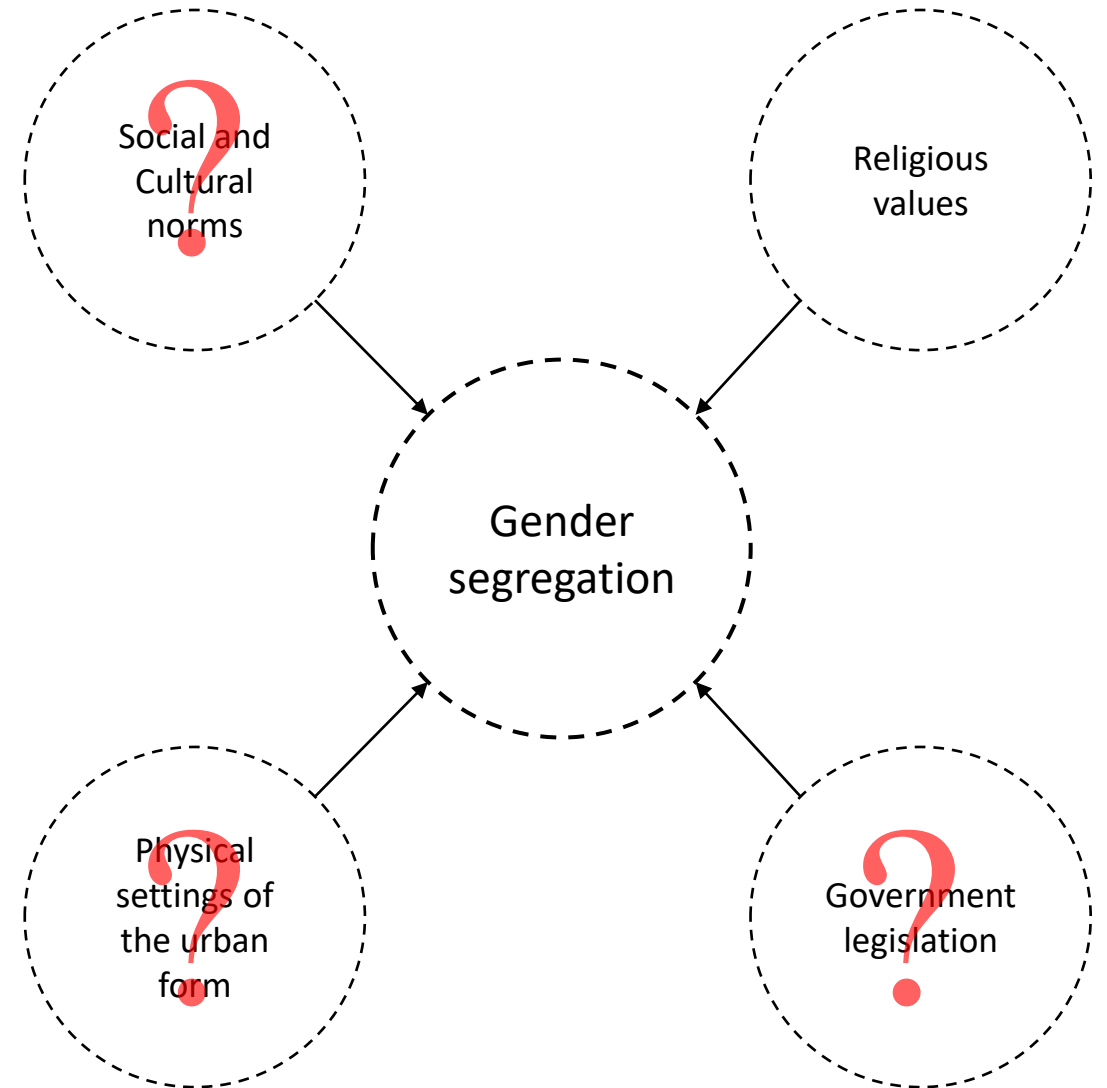 ?
Social and
Cultural
norms
Religious
values
Gender
segregation
?
Physical
settings of
the urban
form
?
Government
legislation